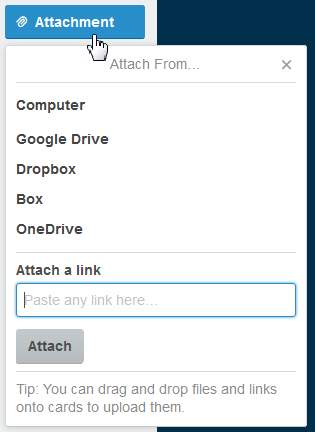 Attachment
Attach From…
Computer
Google Drive
Dropbox
Box
OneDrive
Attach a link
Paste any link here…
Attach
Tip: You can drag and drop files and links
onto cards to upload them.